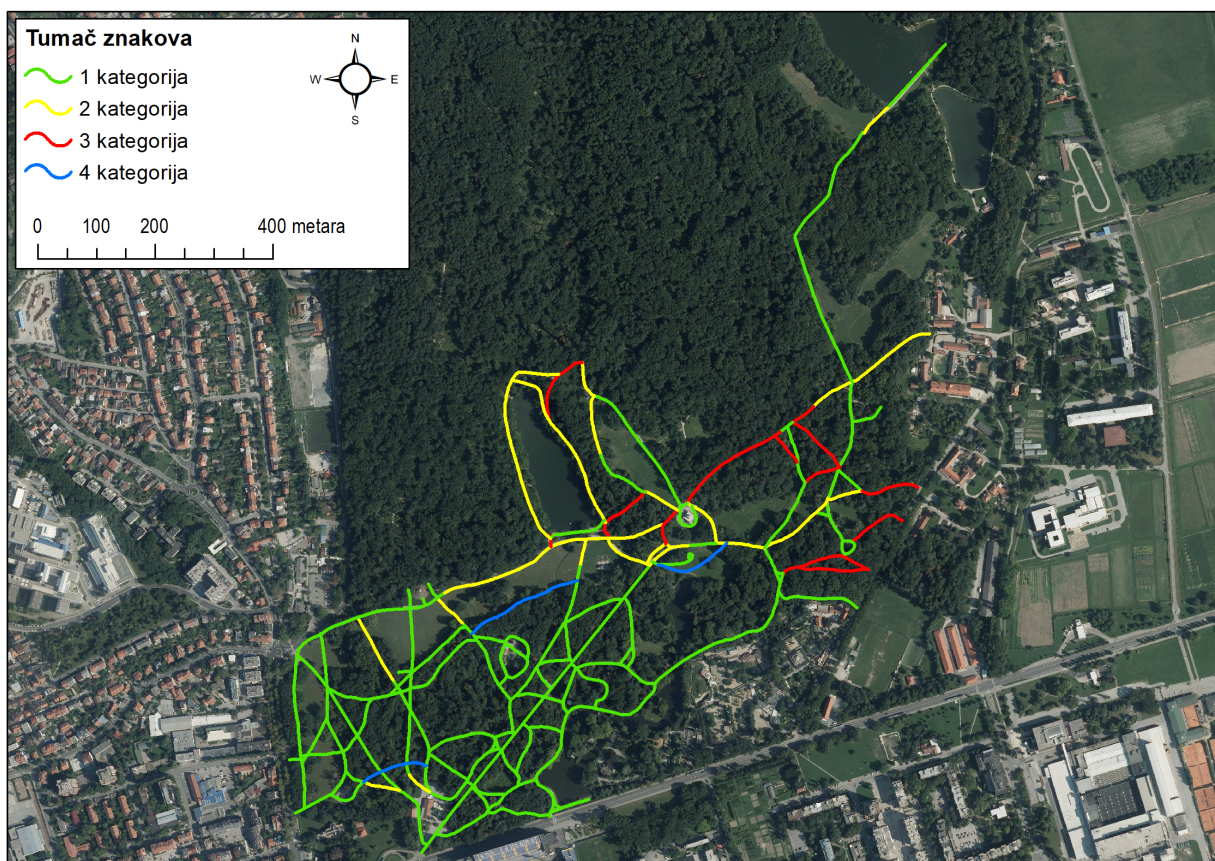 Tumač znakova
N
W E
S
1 kategorija
2 kategorija
3 kategorija
4 kategorija
0 100 200 400 metara